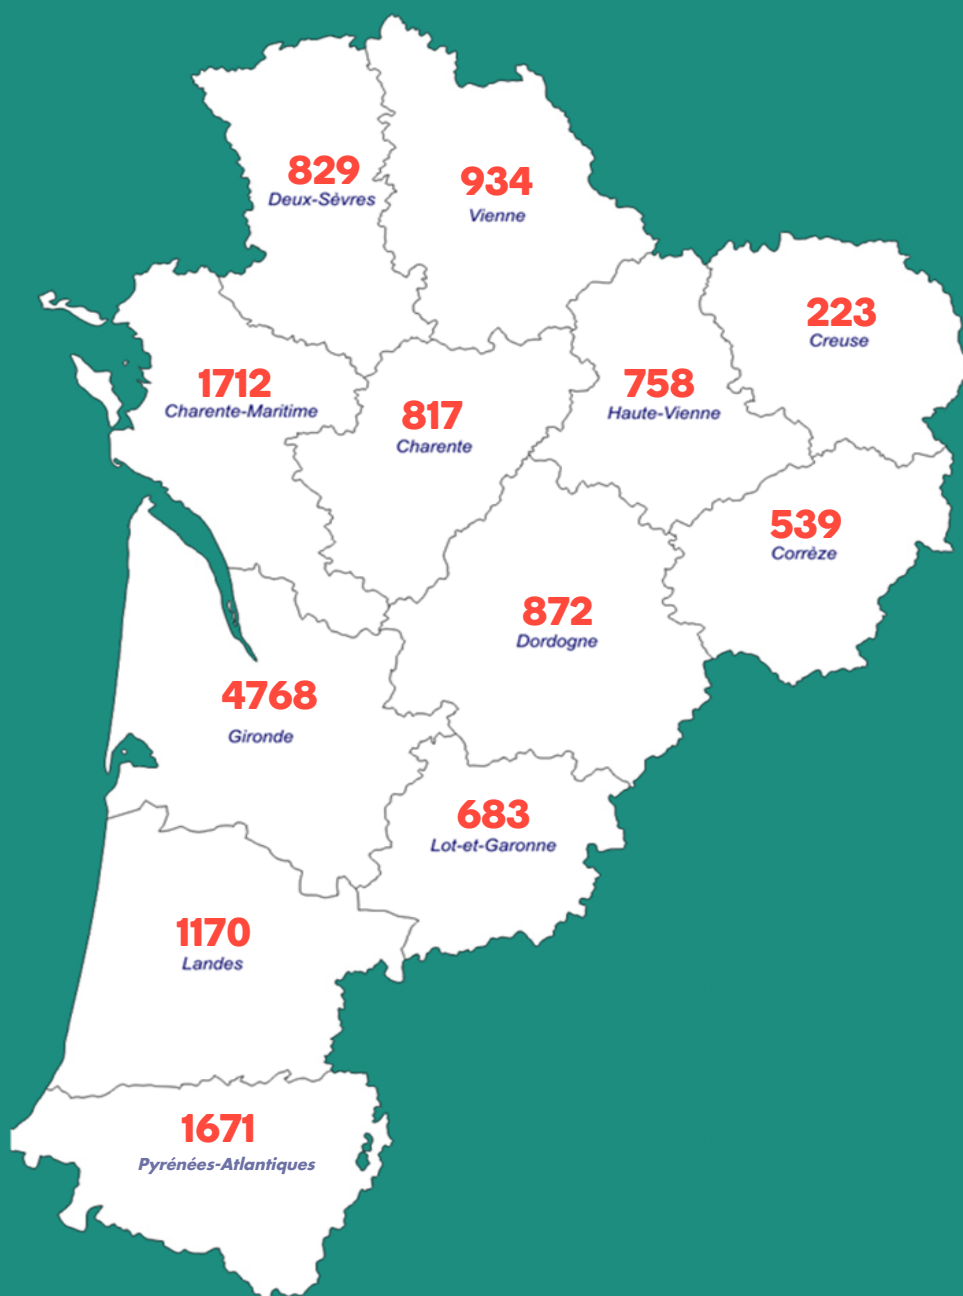 829
Deux-Sèvres
934
Vienne
223
Creuse
1712
Charente-Maritime
817
Charente
758
Haute-Vienne
539
Corrèze
872
Dordogne
4768
Gironde
683
Lot-et-Garonne
1170
Landes
1671
Pyrénées-Atlantiques